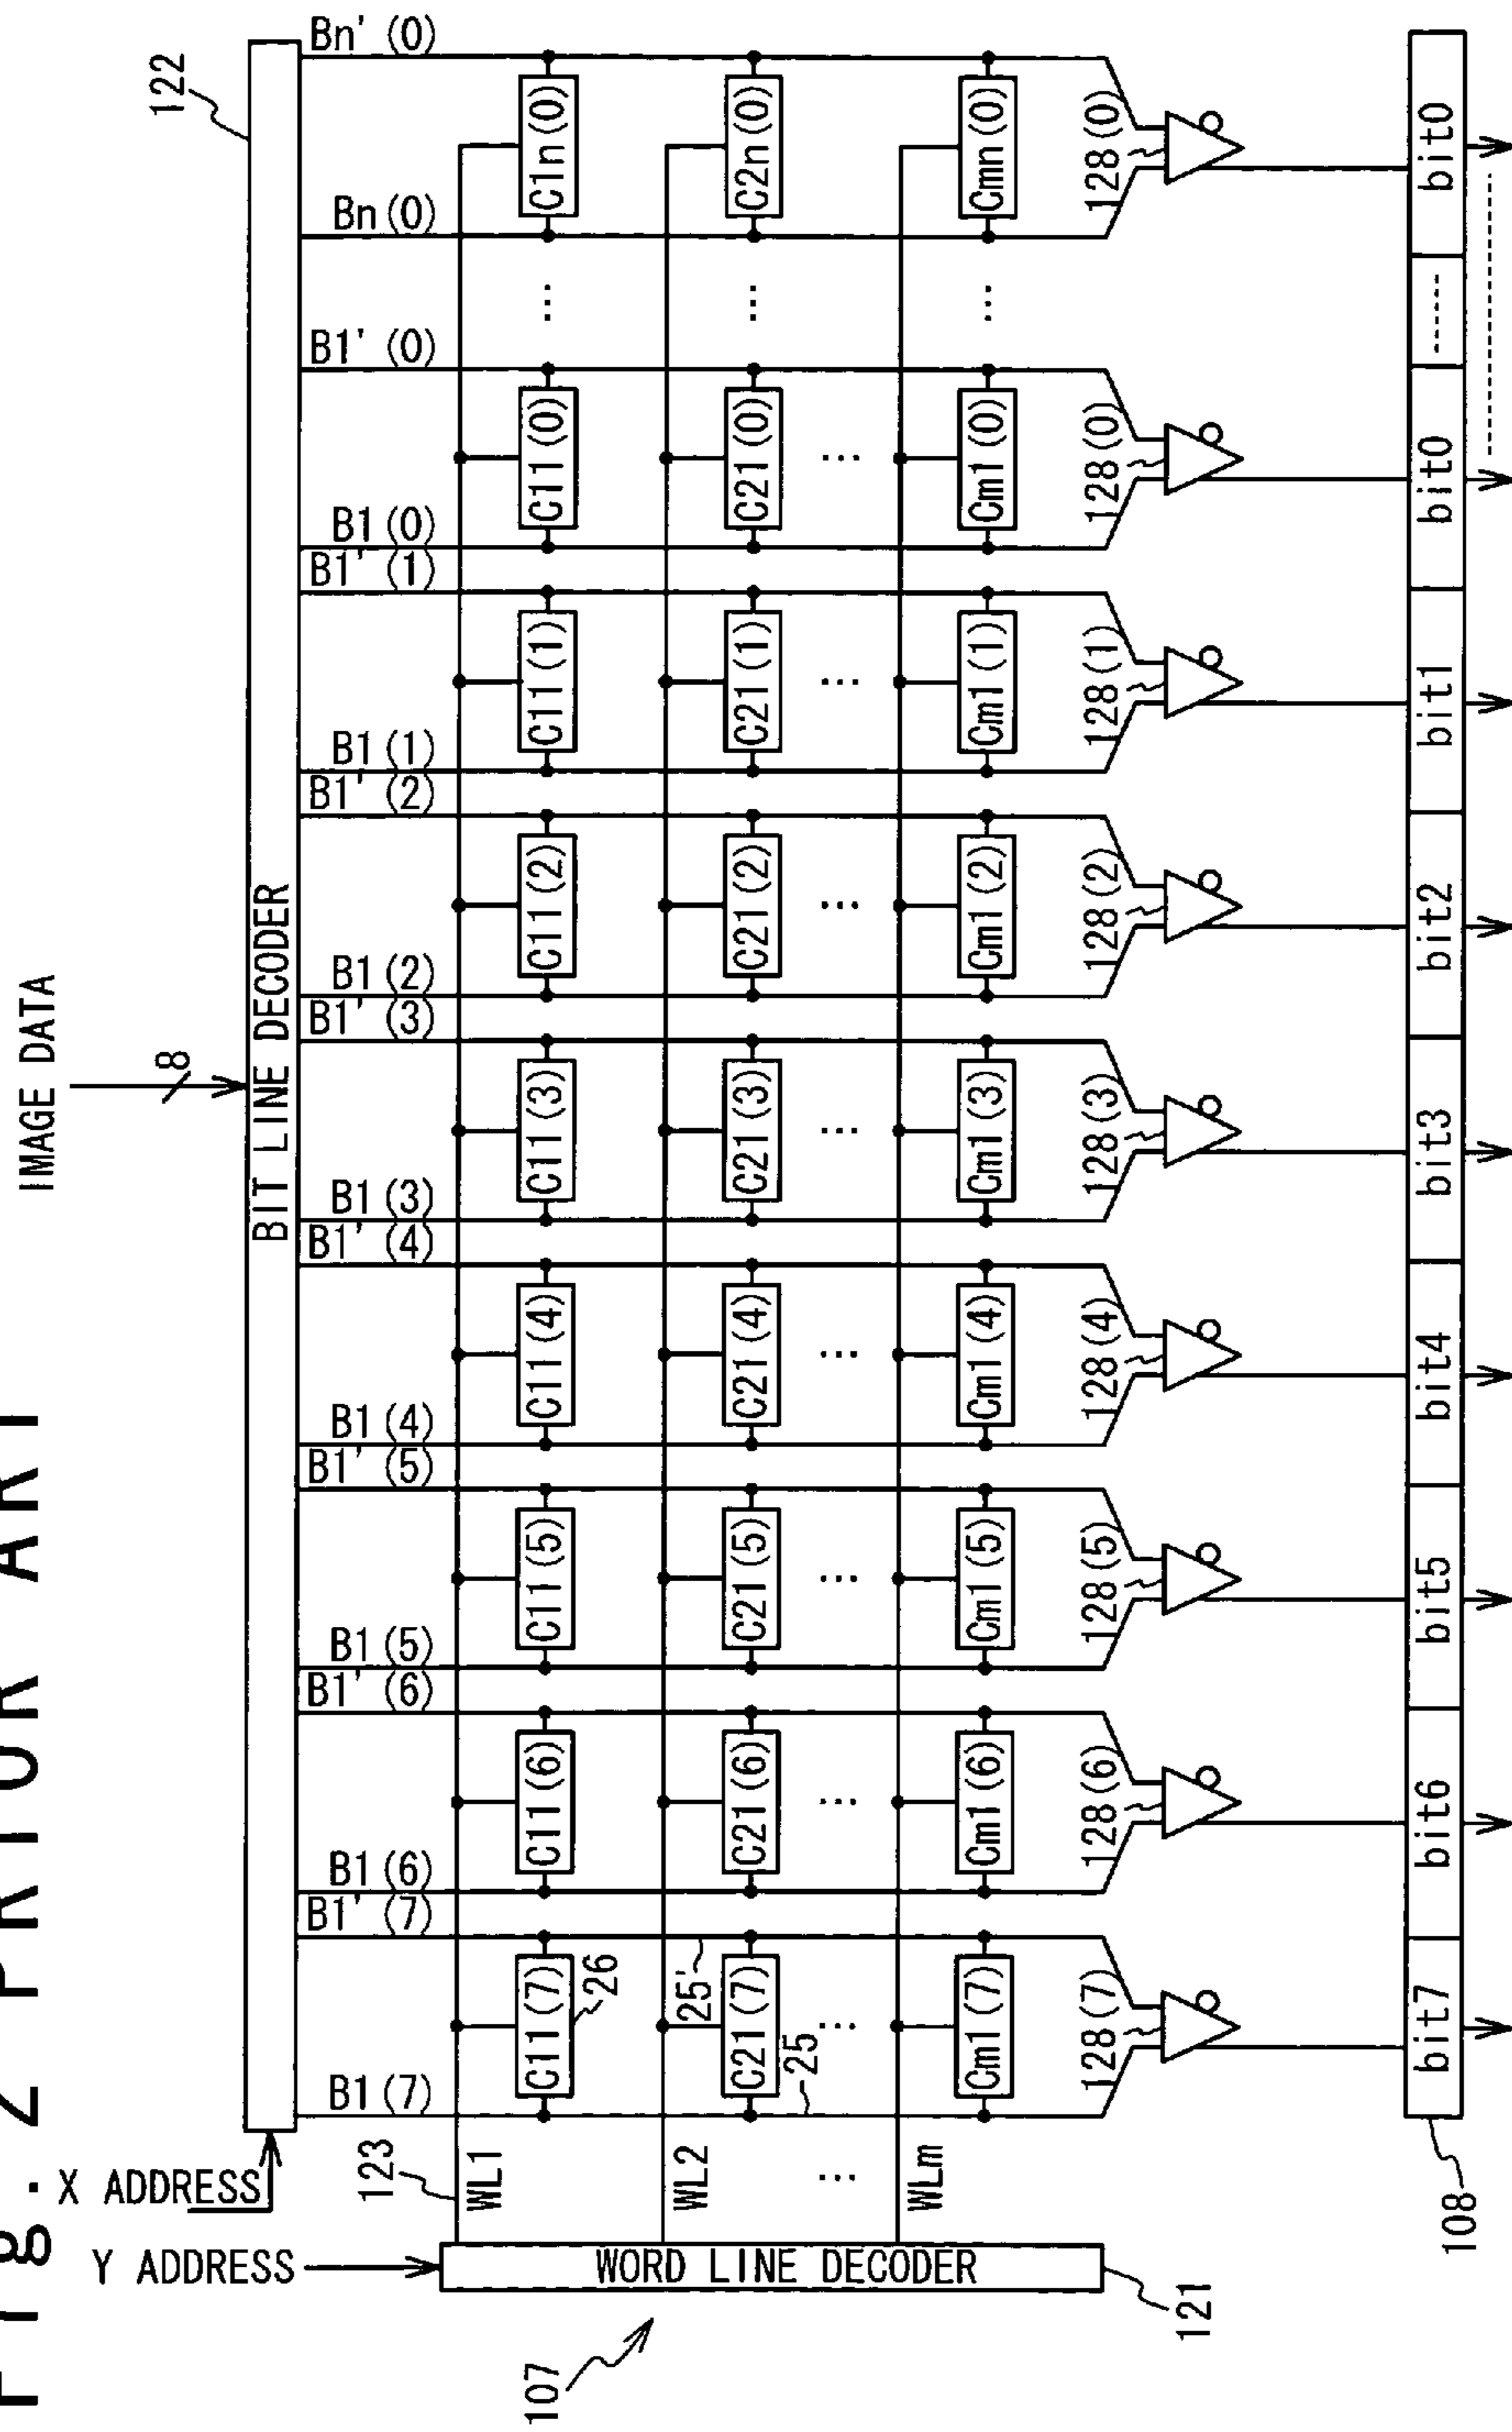 Fig. 2 PRIOR ART
IMAGE DATA
8
122
X ADDRESS
BIT LINE DECODER
B1(7) B1'(7) B1(6) B1'(6) B1(5) B1'(5) B1(4) B1'(4) B1(3) B1'(3) B1(2) B1'(2) B1(1) B1'(1) B1(0) B1'(0) Bn(0) Bn'(0)
Y ADDRESS
123
WL1
C11(7) C11(6) C11(5) C11(4) C11(3) C11(2) C11(1) C11(0) ... C1n(0)
26
107
WORD LINE DECODER
25'
WL2
C21(7) C21(6) C21(5) C21(4) C21(3) C21(2) C21(1) C21(0) ... C2n(0)
25
... ... ... ... ... ... ... ... ...
WLm
Cm1(7) Cm1(6) Cm1(5) Cm1(4) Cm1(3) Cm1(2) Cm1(1) Cm1(0) ... Cmn(0)
121
128(7) 128(6) 128(5) 128(4) 128(3) 128(2) 128(1) 128(0) 128(0)
bit7 bit6 bit5 bit4 bit3 bit2 bit1 bit0 ...... bit0
108